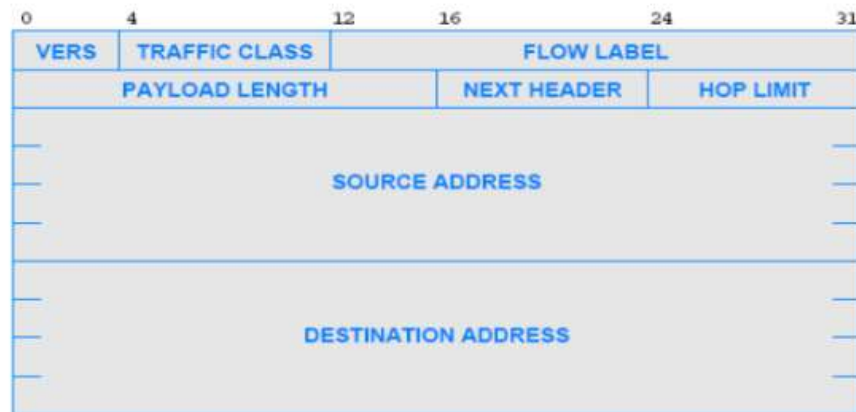 0 4 12 16 24 31
VERS TRAFFIC CLASS FLOW LABEL
PAYLOAD LENGTH NEXT HEADER HOP LIMIT
SOURCE ADDRESS
DESTINATION ADDRESS